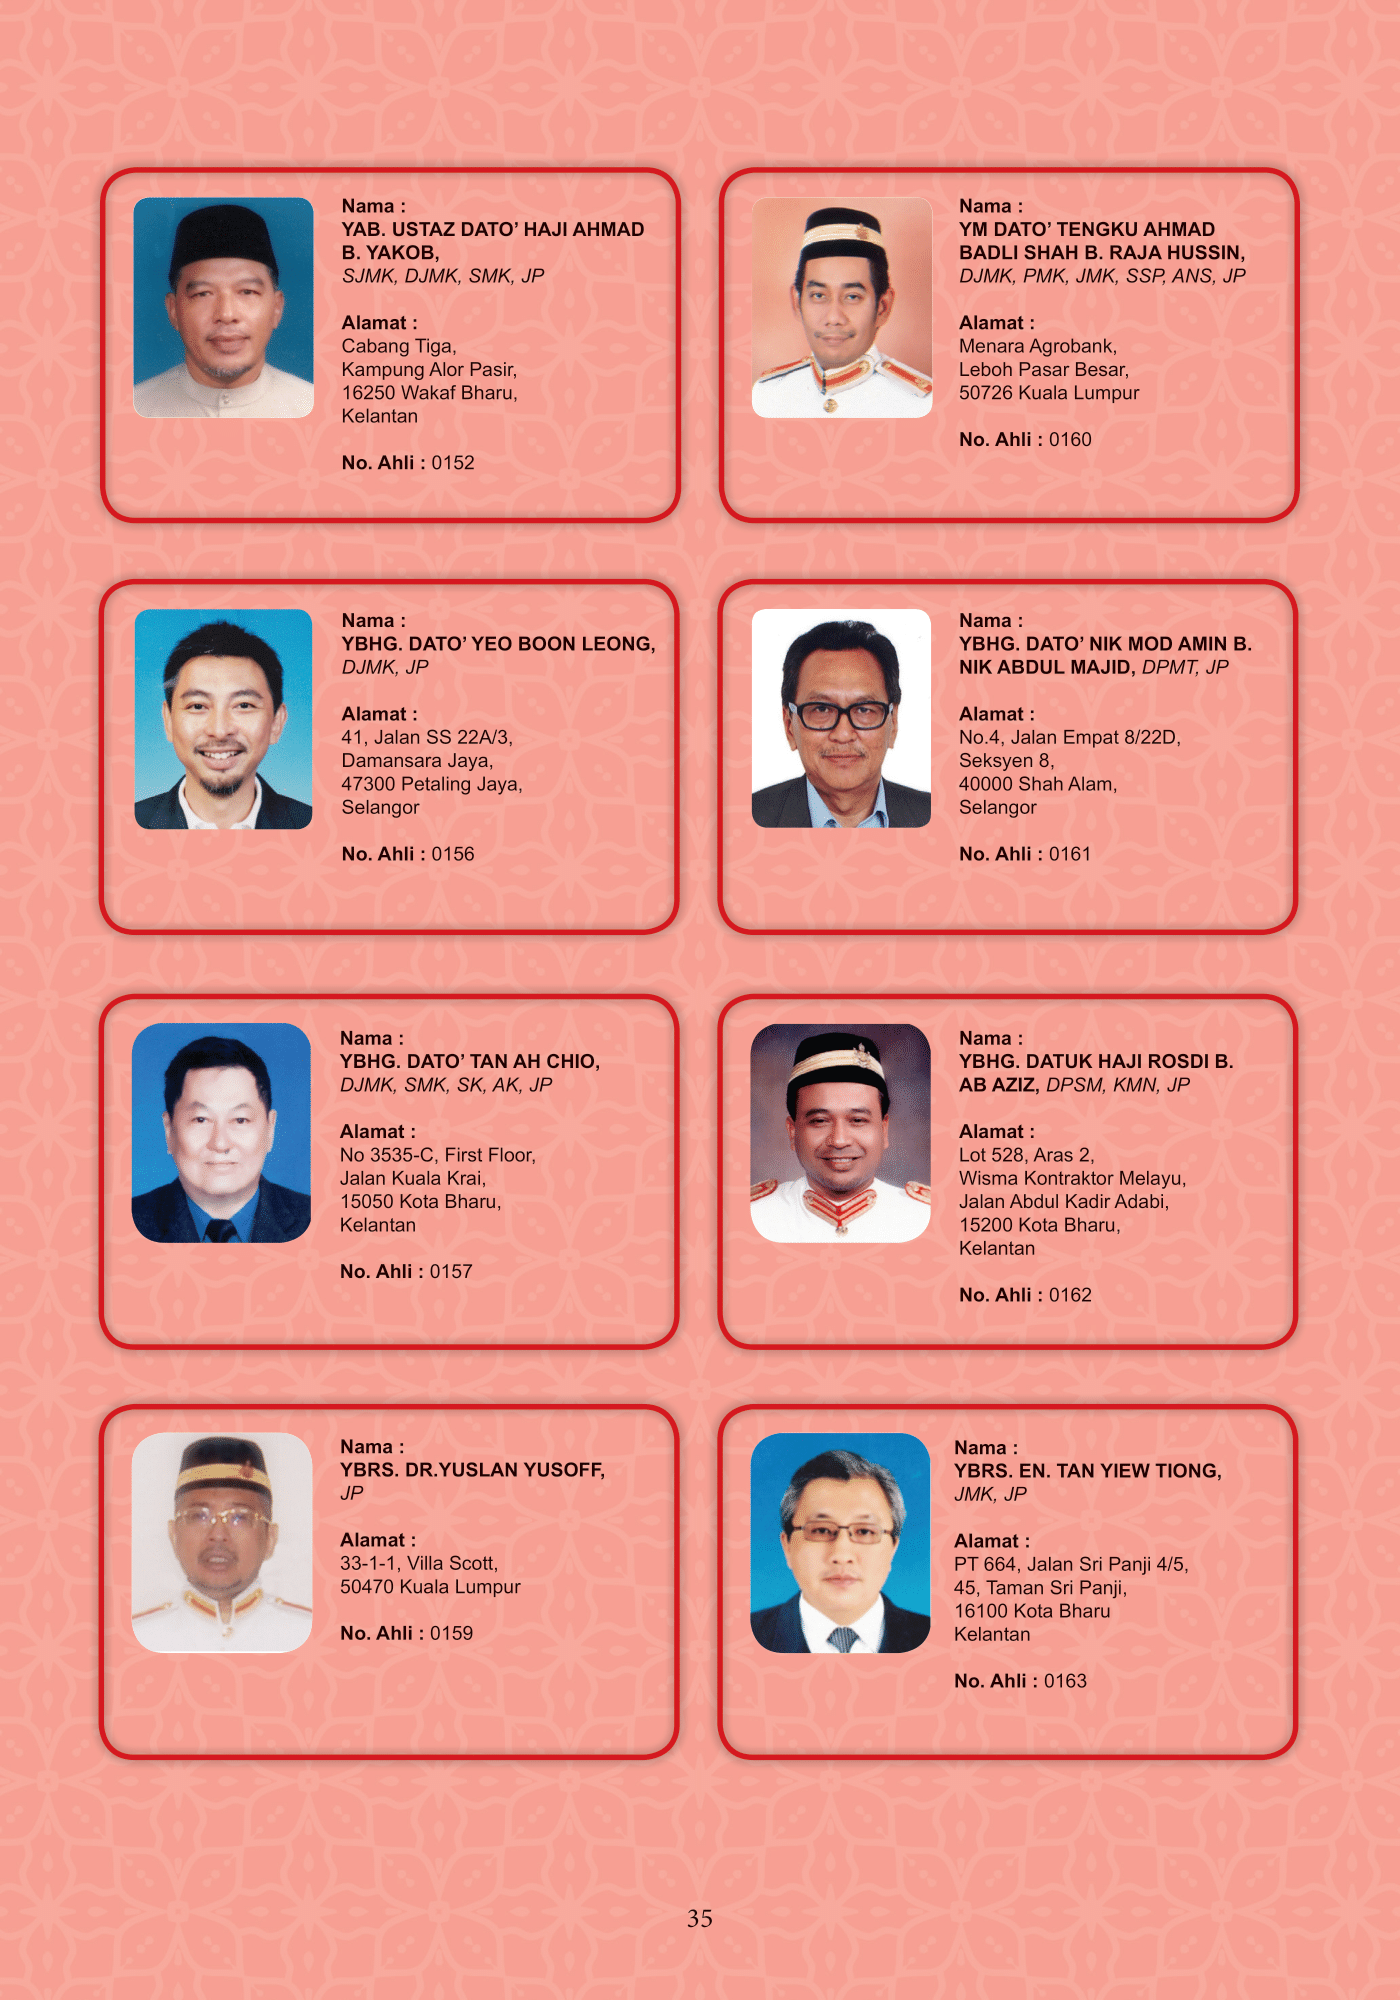 Nama :
YAB. USTAZ DATO’ HAJI AHMAD
B. YAKOB,
SJMK, DJMK, SMK, JP
Alamat :
Cabang Tiga,
Kampung Alor Pasir,
16250 Wakaf Bharu,
Kelantan
No. Ahli : 0152
Nama :
YM DATO’ TENGKU AHMAD
BADLI SHAH B. RAJA HUSSIN,
DJMK, PMK, JMK, SSP, ANS, JP
Alamat :
Menara Agrobank,
Leboh Pasar Besar,
50726 Kuala Lumpur
No. Ahli : 0160
Nama :
YBHG. DATO’ YEO BOON LEONG,
DJMK, JP
Alamat :
41, Jalan SS 22A/3,
Damansara Jaya,
47300 Petaling Jaya,
Selangor
No. Ahli : 0156
Nama :
YBHG. DATO’ NIK MOD AMIN B.
NIK ABDUL MAJID, DPMT, JP
Alamat :
No.4, Jalan Empat 8/22D,
Seksyen 8,
40000 Shah Alam,
Selangor
No. Ahli : 0161
Nama :
YBHG. DATO’ TAN AH CHIO,
DJMK, SMK, SK, AK, JP
Alamat :
No 3535-C, First Floor,
Jalan Kuala Krai,
15050 Kota Bharu,
Kelantan
No. Ahli : 0157
Nama :
YBHG. DATUK HAJI ROSDI B.
AB AZIZ, DPSM, KMN, JP
Alamat :
Lot 528, Aras 2,
Wisma Kontraktor Melayu,
Jalan Abdul Kadir Adabi,
15200 Kota Bharu,
Kelantan
No. Ahli : 0162
Nama :
YBRS. DR.YUSLAN YUSOFF,
JP
Alamat :
33-1-1, Villa Scott,
50470 Kuala Lumpur
No. Ahli : 0159
Nama :
YBRS. EN. TAN YIEW TIONG,
JMK, JP
Alamat :
PT 664, Jalan Sri Panji 4/5,
45, Taman Sri Panji,
16100 Kota Bharu
Kelantan
No. Ahli : 0163
35